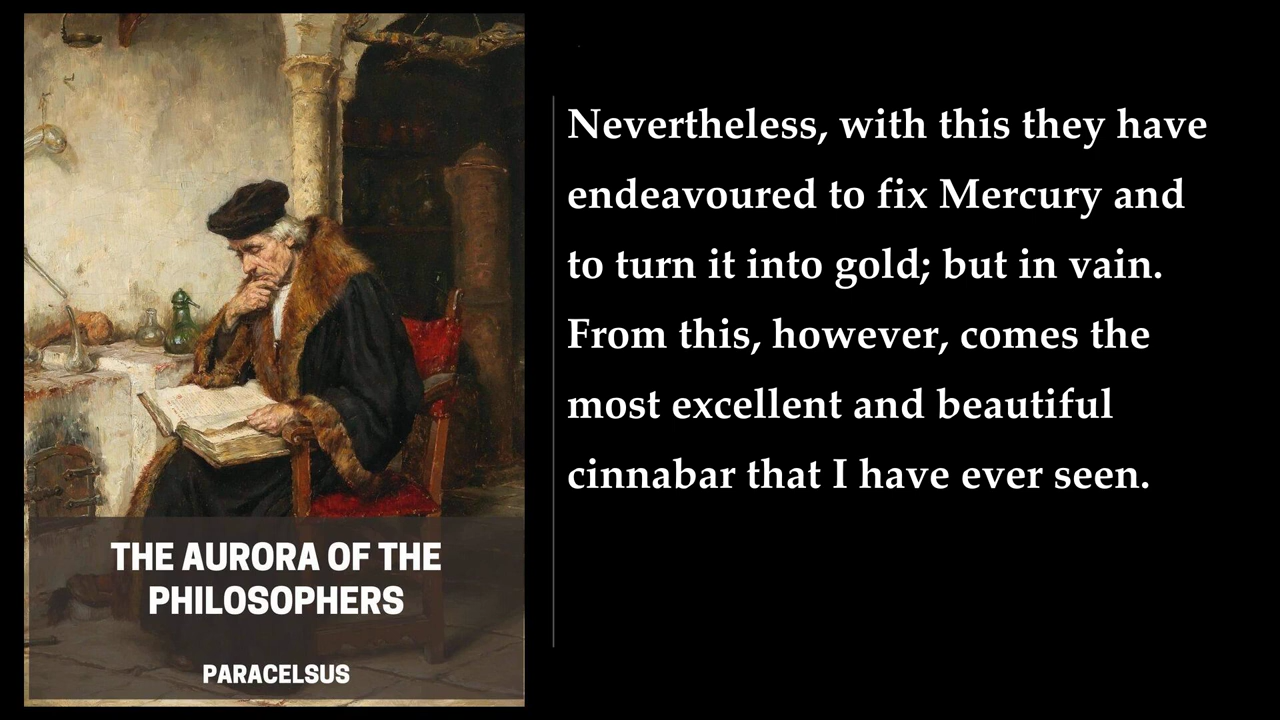 THE AURORA OF THE
PHILOSOPHERS
PARACELSUS
Nevertheless, with this they have
endeavoured to fix Mercury and
to turn it into gold; but in vain.
From this, however, comes the
most excellent and beautiful
cinnabar that I have ever seen.